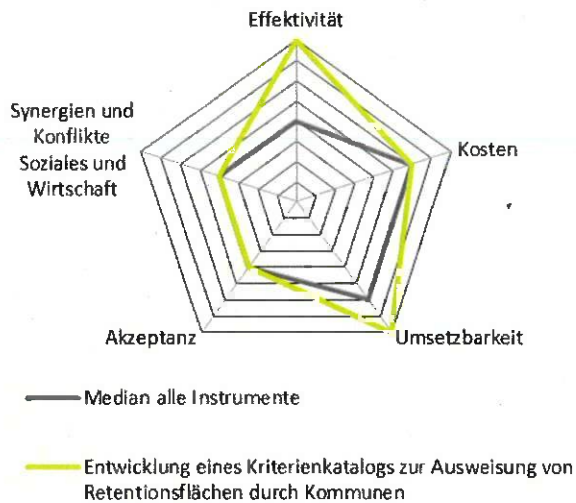 Effektivität
Synergien und
Konflikte
Soziales und
Wirtschaft
Kosten
Akzeptanz
Umsetzbarkeit
Median alle Instrumente
Entwicklung eines Kriterienkatalogs zur Ausweisung von
Retentionsflächen durch Kommunen